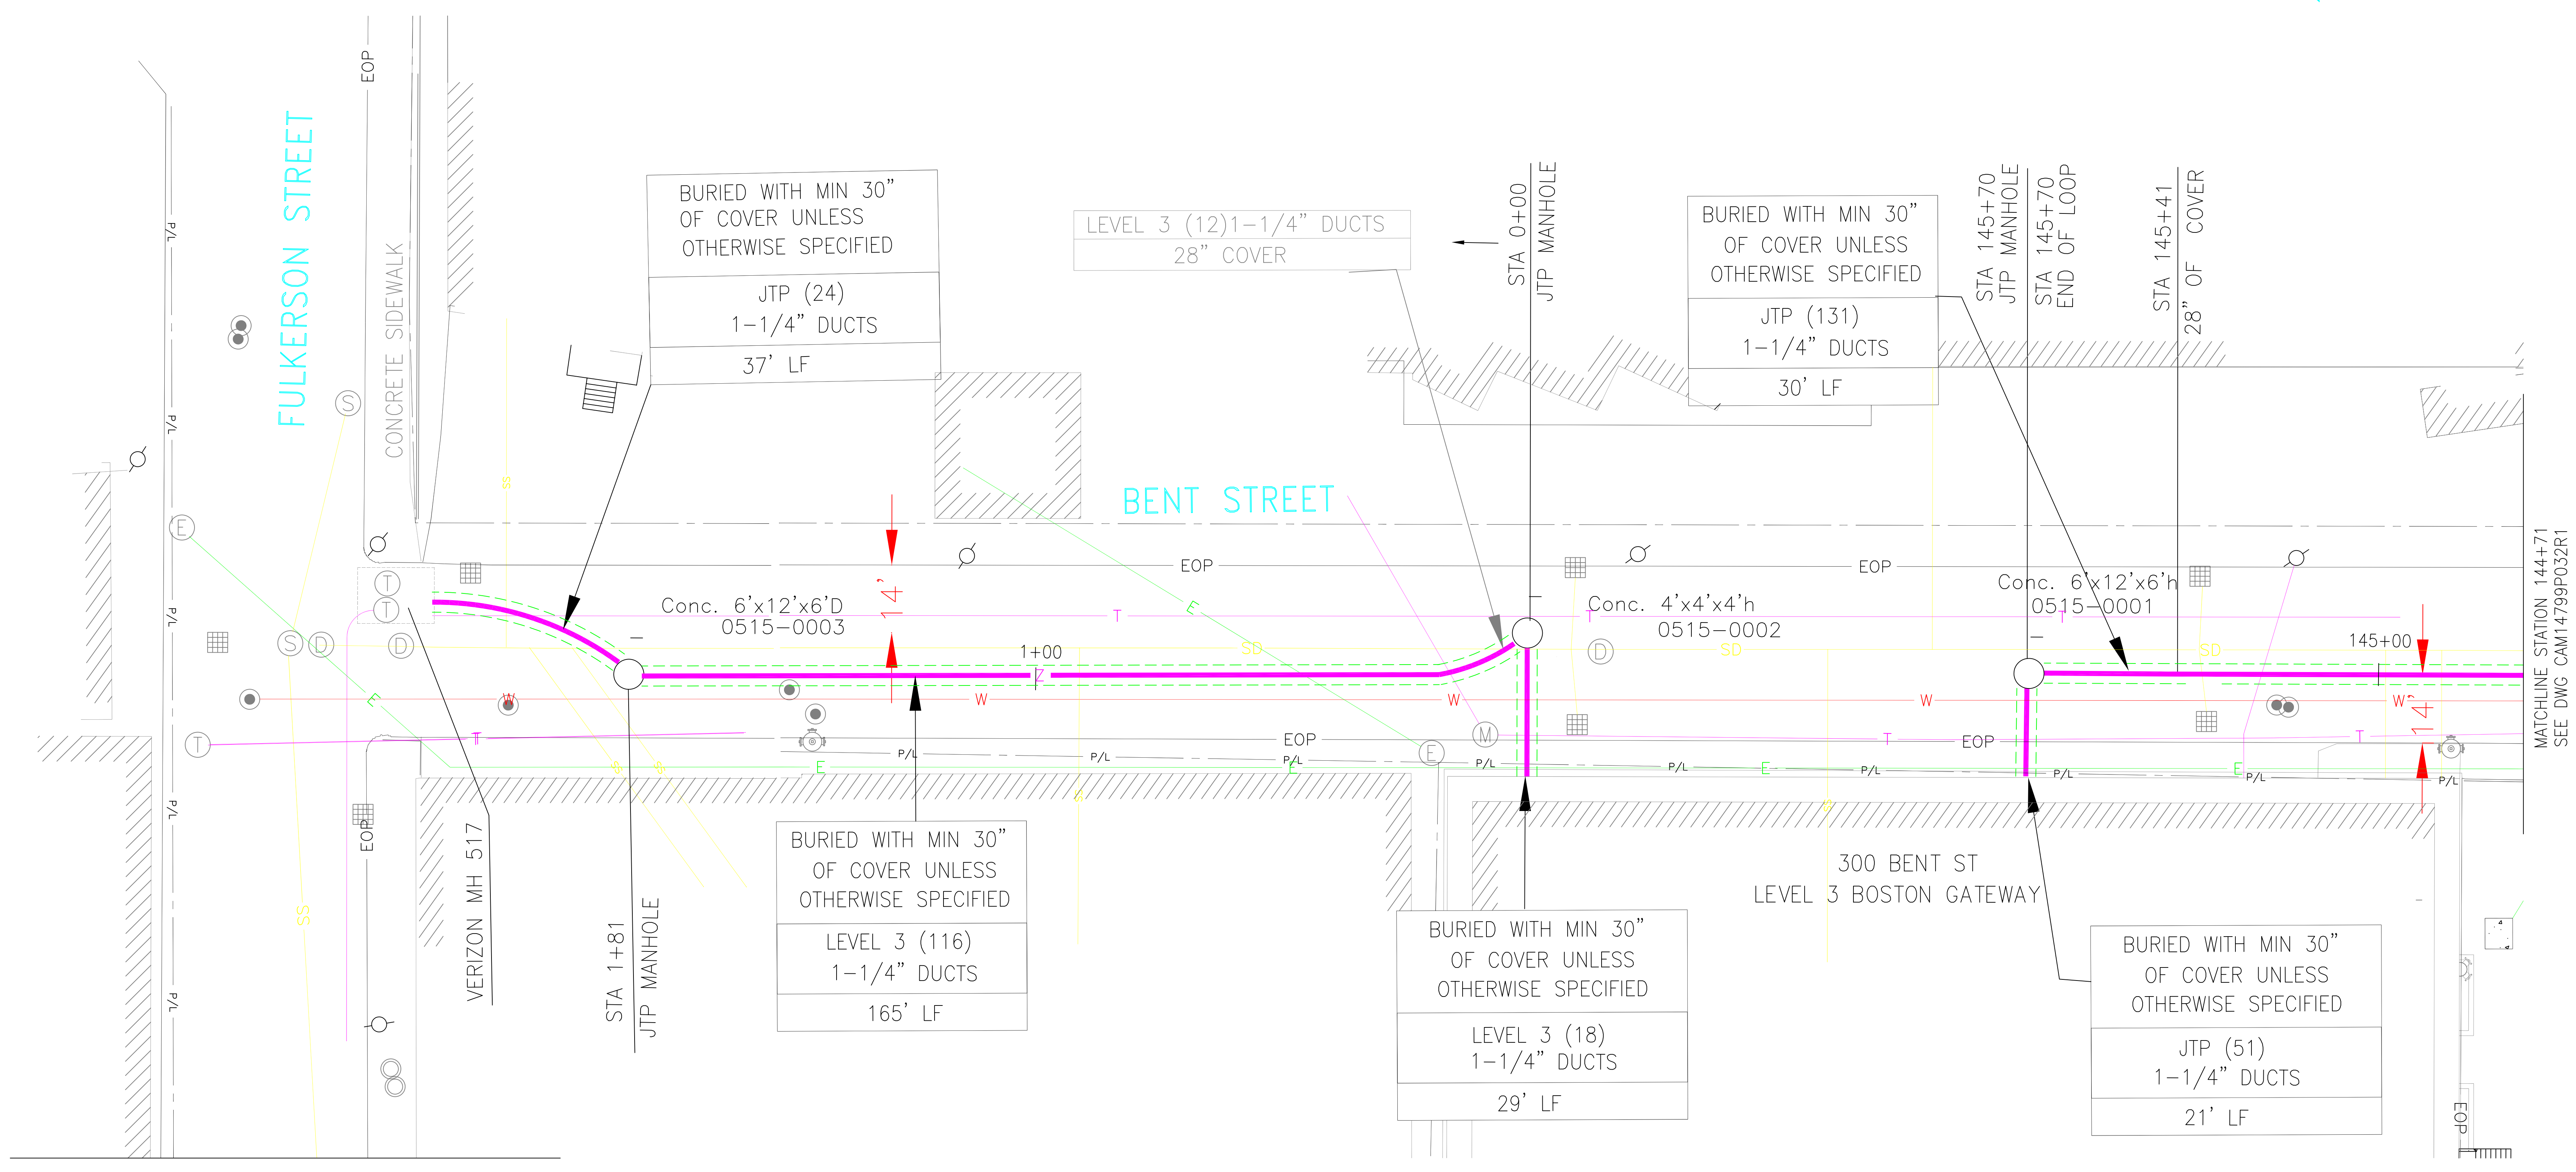 FULKERSON STREET
EOP
CONCRETE SIDEWALK
BURIED WITH MIN 30"
OF COVER UNLESS
OTHERWISE SPECIFIED
JTP (24)
1-1/4" DUCTS
37' LF
LEVEL 3 (12)1-1/4" DUCTS
28" COVER
STA 0+00
JTP MANHOLE
BURIED WITH MIN 30"
OF COVER UNLESS
OTHERWISE SPECIFIED
JTP (131)
1-1/4" DUCTS
30' LF
STA 145+70
JTP MANHOLE
STA 145+70
END OF LOOP
STA 145+41
28" OF COVER
BENT STREET
P/L
P/L
P/L
P/L
P/L
S
E
T
T
S
D
D
T
SS
SS
EOP
EOP
14'
Conc. 6'x12'x6'D
0515-0003
Conc. 4'x4'x4'h
0515-0002
Conc. 6'x12'x6'h
0515-0001
T
T
T
E
SD
SD
SD
D
1+00
Z
145+00
W
W
W
W
W
14'
E
T
M
E
T
T
EOP
EOP
EOP
P/L
P/L
P/L
P/L
P/L
P/L
P/L
P/L
P/L
E
E
E
E
MATCHLINE STATION 144+71
SEE DWG CAM14799P032R1
VERIZON MH 517
STA 1+81
JTP MANHOLE
BURIED WITH MIN 30"
OF COVER UNLESS
OTHERWISE SPECIFIED
LEVEL 3 (116)
1-1/4" DUCTS
165' LF
300 BENT ST
LEVEL 3 BOSTON GATEWAY
BURIED WITH MIN 30"
OF COVER UNLESS
OTHERWISE SPECIFIED
LEVEL 3 (18)
1-1/4" DUCTS
29' LF
BURIED WITH MIN 30"
OF COVER UNLESS
OTHERWISE SPECIFIED
JTP (51)
1-1/4" DUCTS
21' LF
EOP